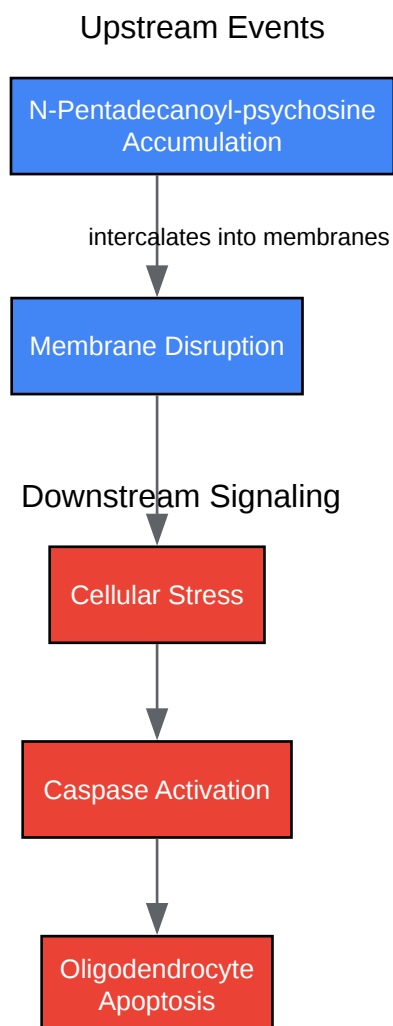 Upstream Events
N-Pentadecanoyl-psychosine
Accumulation
intercalates into membranes
Membrane Disruption
Downstream Signaling
Cellular Stress
Caspase Activation
Oligodendrocyte
Apoptosis